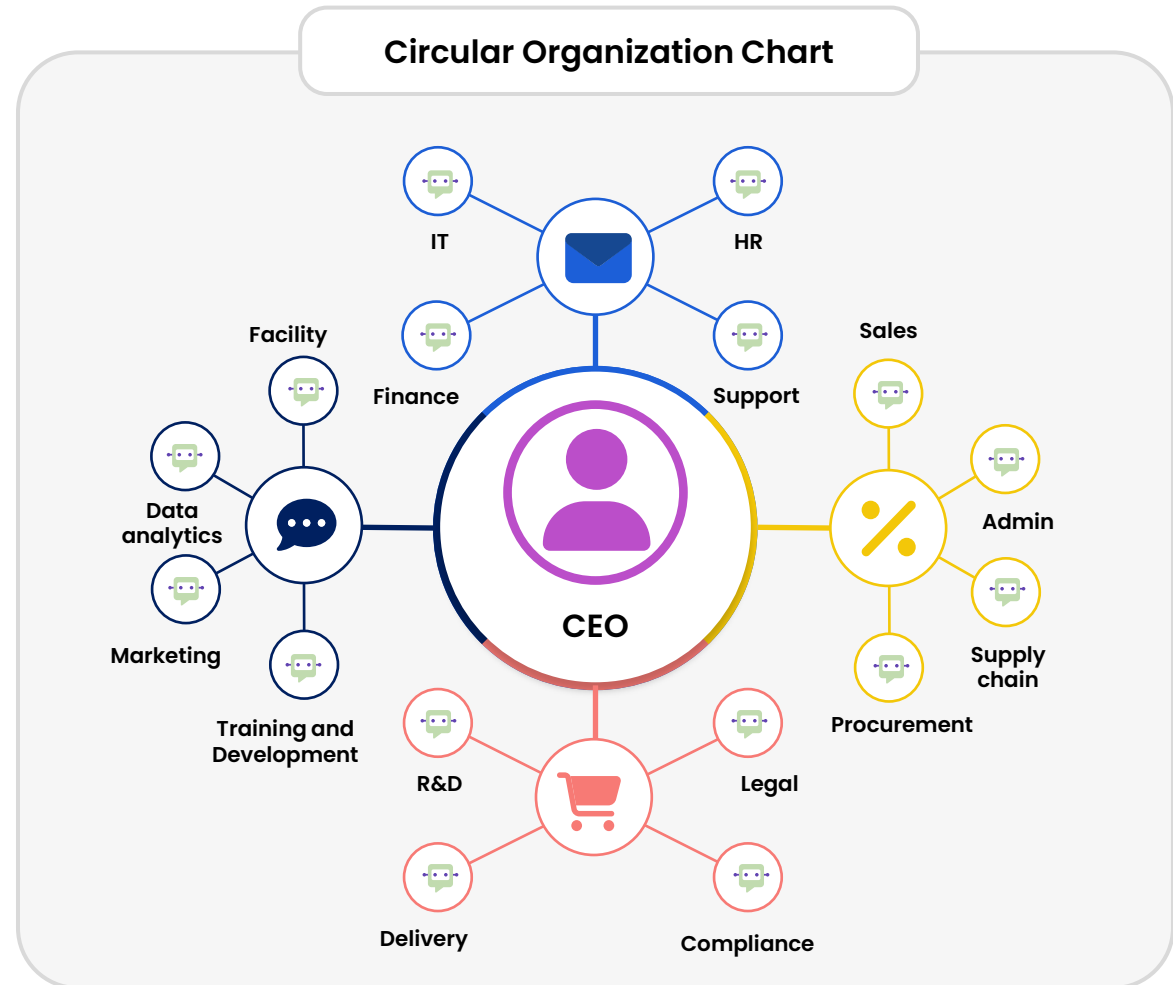 Circular Organization Chart
IT
HR
Facility
Finance
Support
Sales
Data
analytics
Admin
CEO
Marketing
Supply
chain
Training and
Development
Procurement
R&D
Legal
Delivery
Compliance